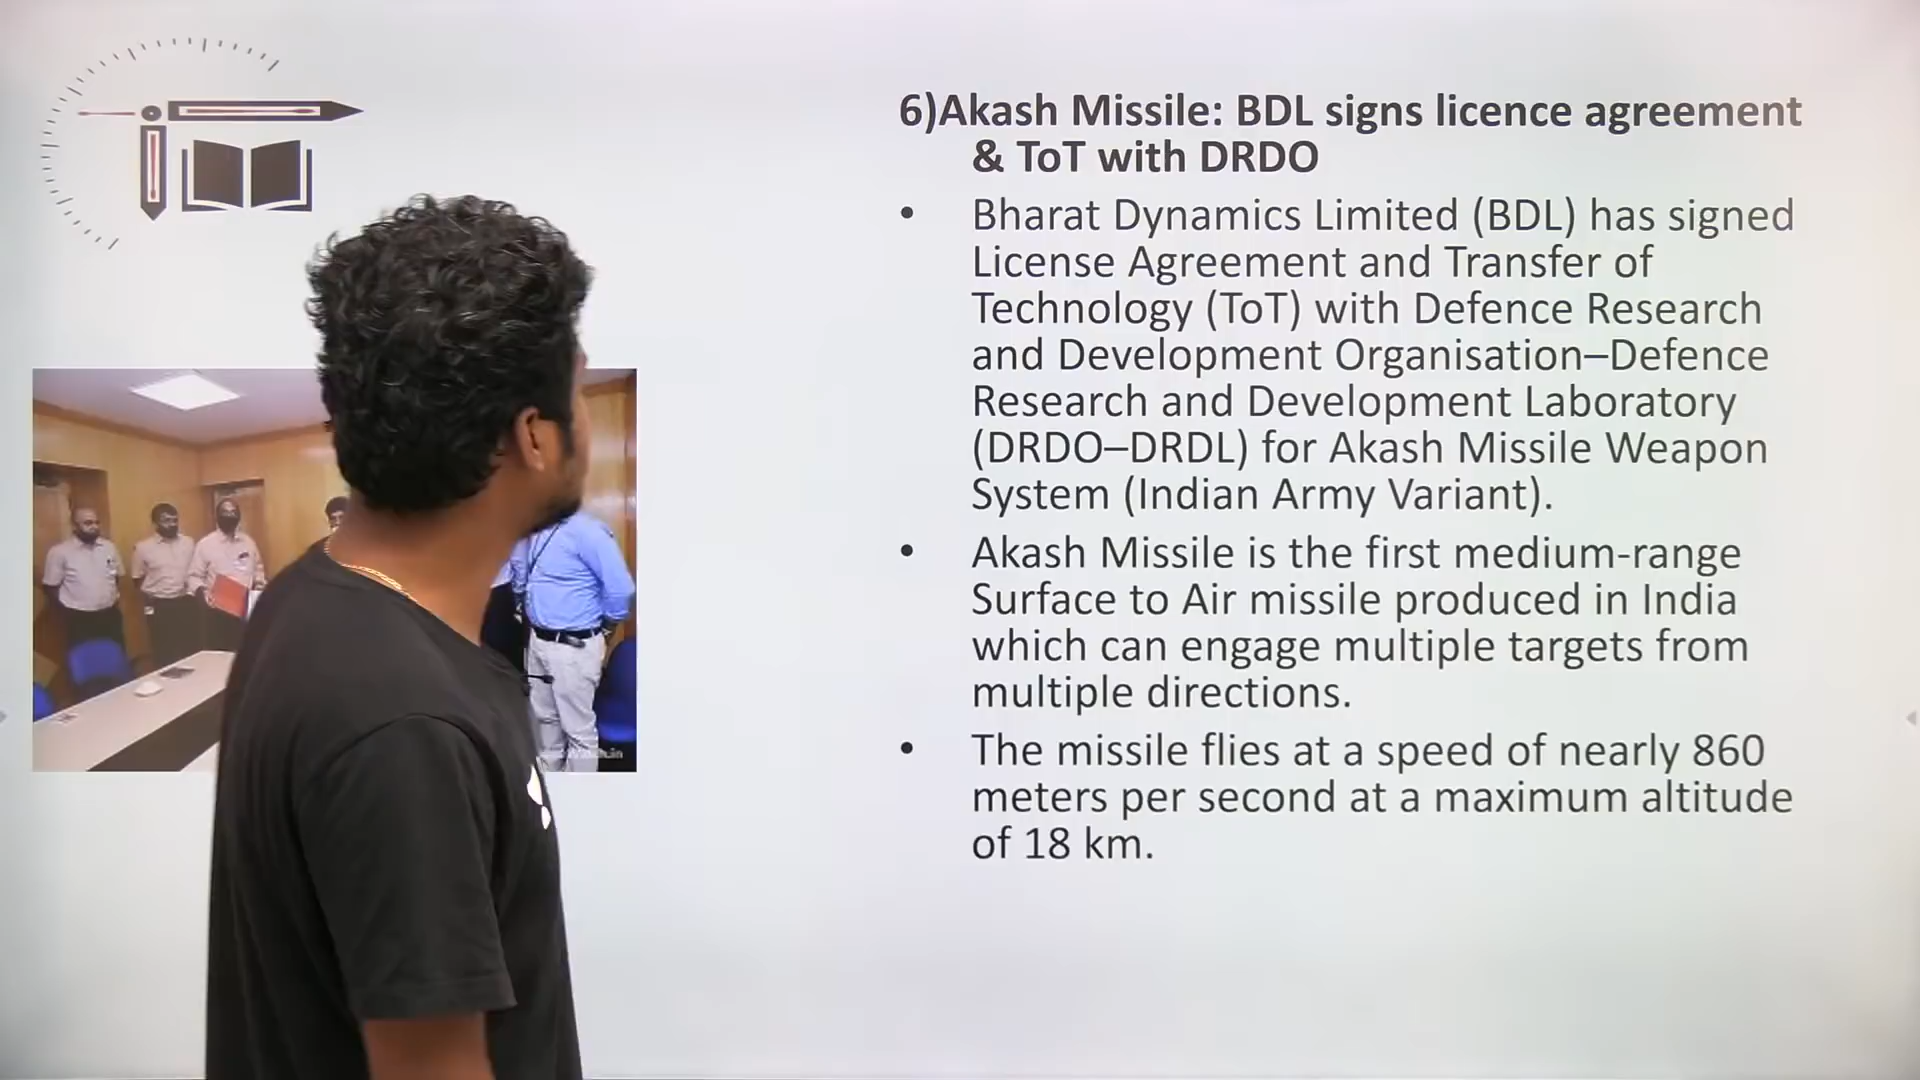 6)Akash Missile: BDL signs licence agreement
& ToT with DRDO
• Bharat Dynamics Limited (BDL) has signed
License Agreement and Transfer of
Technology (ToT) with Defence Research
and Development Organisation–Defence
Research and Development Laboratory
(DRDO–DRDL) for Akash Missile Weapon
System (Indian Army Variant).
• Akash Missile is the first medium-range
Surface to Air missile produced in India
which can engage multiple targets from
multiple directions.
• The missile flies at a speed of nearly 860
meters per second at a maximum altitude
of 18 km.